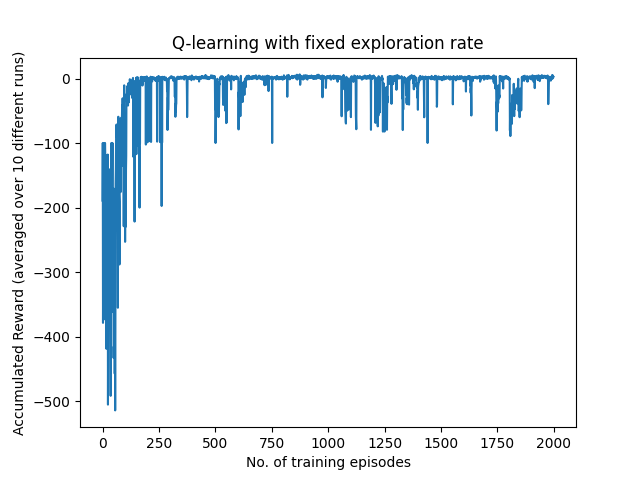 Q-learning with fixed exploration rate
Accumulated Reward (averaged over 10 different runs)
0
−100
−200
−300
−400
−500
0 250 500 750 1000 1250 1500 1750 2000
No. of training episodes